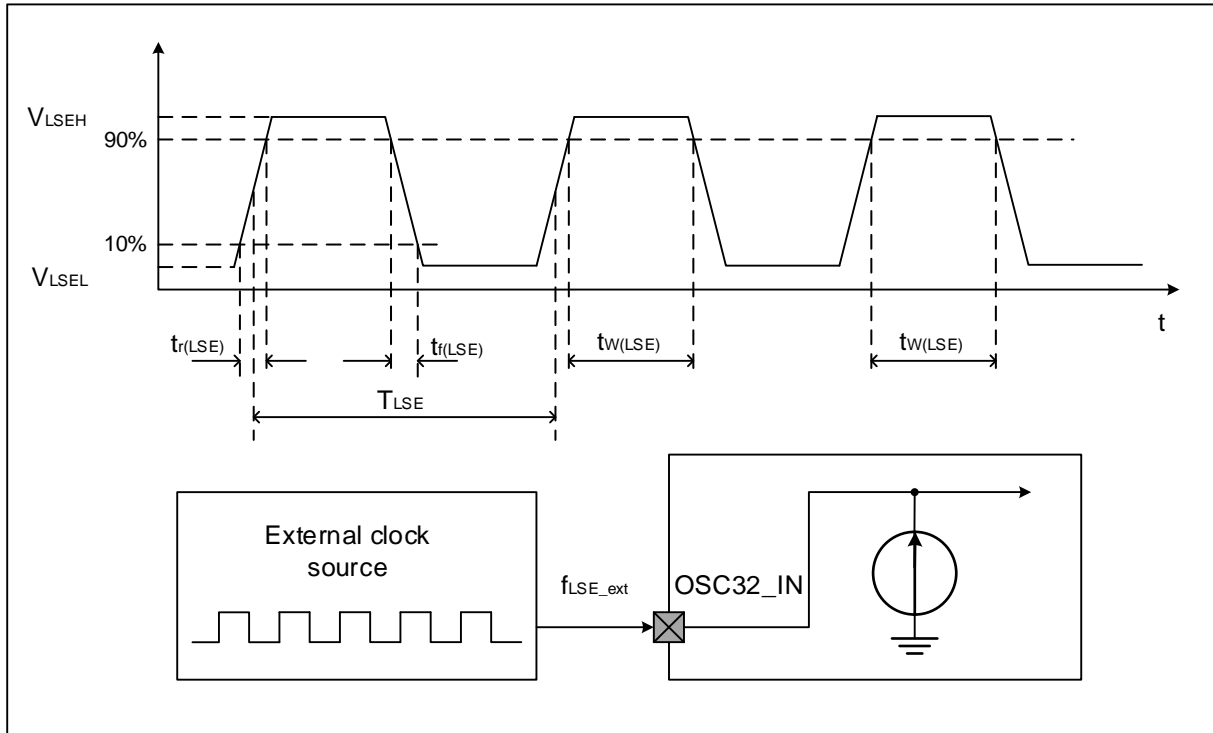 VLSEH
90%
10%
VLSEL
t
tr(LSE)
tf(LSE)
tW(LSE)
tW(LSE)
TLSE
External clock
source
fLSE_ext
OSC32_IN